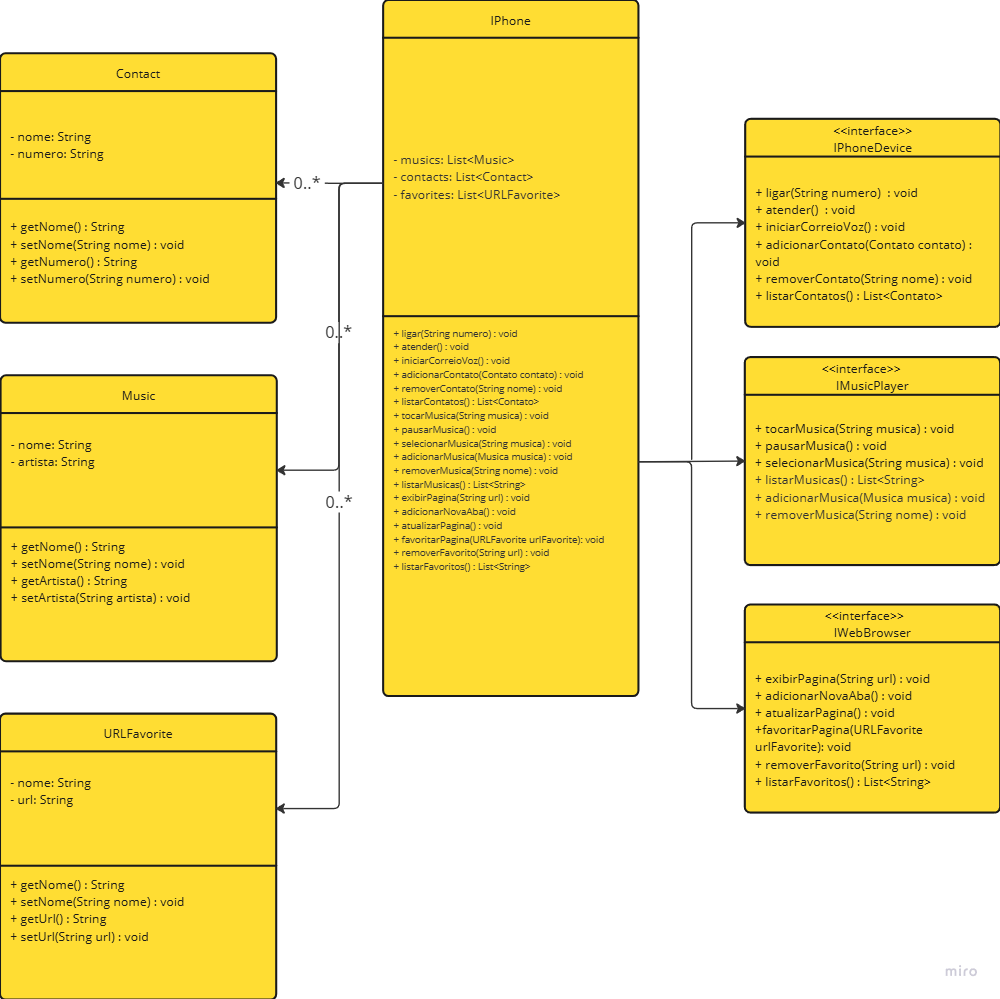 IPhone
- musics: List<Music>
- contacts: List<Contact>
- favorites: List<URLFavorite>
+ ligar(String numero) : void
+ atender() : void
+ iniciarCorreioVoz() : void
+ adicionarContato(Contato contato) : void
+ removerContato(String nome) : void
+ listarContatos() : List<Contato>
+ tocarMusica(String musica) : void
+ pausarMusica() : void
+ selecionarMusica(String musica) : void
+ adicionarMusica(Musica musica) : void
+ removerMusica(String nome) : void
+ listarMusicas() : List<String>
+ exibirPagina(String url) : void
+ adicionarNovaAba() : void
+ atualizarPagina() : void
+ favoritarPagina(URLFavorite urlFavorite): void
+ removerFavorito(String url) : void
+ listarFavoritos() : List<String>
Contact
- nome: String
- numero: String
+ getNome() : String
+ setNome(String nome) : void
+ getNumero() : String
+ setNumero(String numero) : void
0..*
0..*
0..*
Music
- nome: String
- artista: String
+ getNome() : String
+ setNome(String nome) : void
+ getArtista() : String
+ setArtista(String artista) : void
URLFavorite
- nome: String
- url: String
+ getNome() : String
+ setNome(String nome) : void
+ getUrl() : String
+ setUrl(String url) : void
<<interface>>
IPhoneDevice
+ ligar(String numero)  : void
+ atender()  : void
+ iniciarCorreioVoz() : void
+ adicionarContato(Contato contato) :
void
+ removerContato(String nome) : void
+ listarContatos() : List<Contato>
<<interface>>
IMusicPlayer
+ tocarMusica(String musica) : void
+ pausarMusica() : void
+ selecionarMusica(String musica) : void
+ listarMusicas() : List<String>
+ adicionarMusica(Musica musica) : void
+ removerMusica(String nome) : void
<<interface>>
IWebBrowser
+ exibirPagina(String url) : void
+ adicionarNovaAba() : void
+ atualizarPagina() : void
+favoritarPagina(URLFavorite
urlFavorite): void
+ removerFavorito(String url) : void
+ listarFavoritos() : List<String>
miro